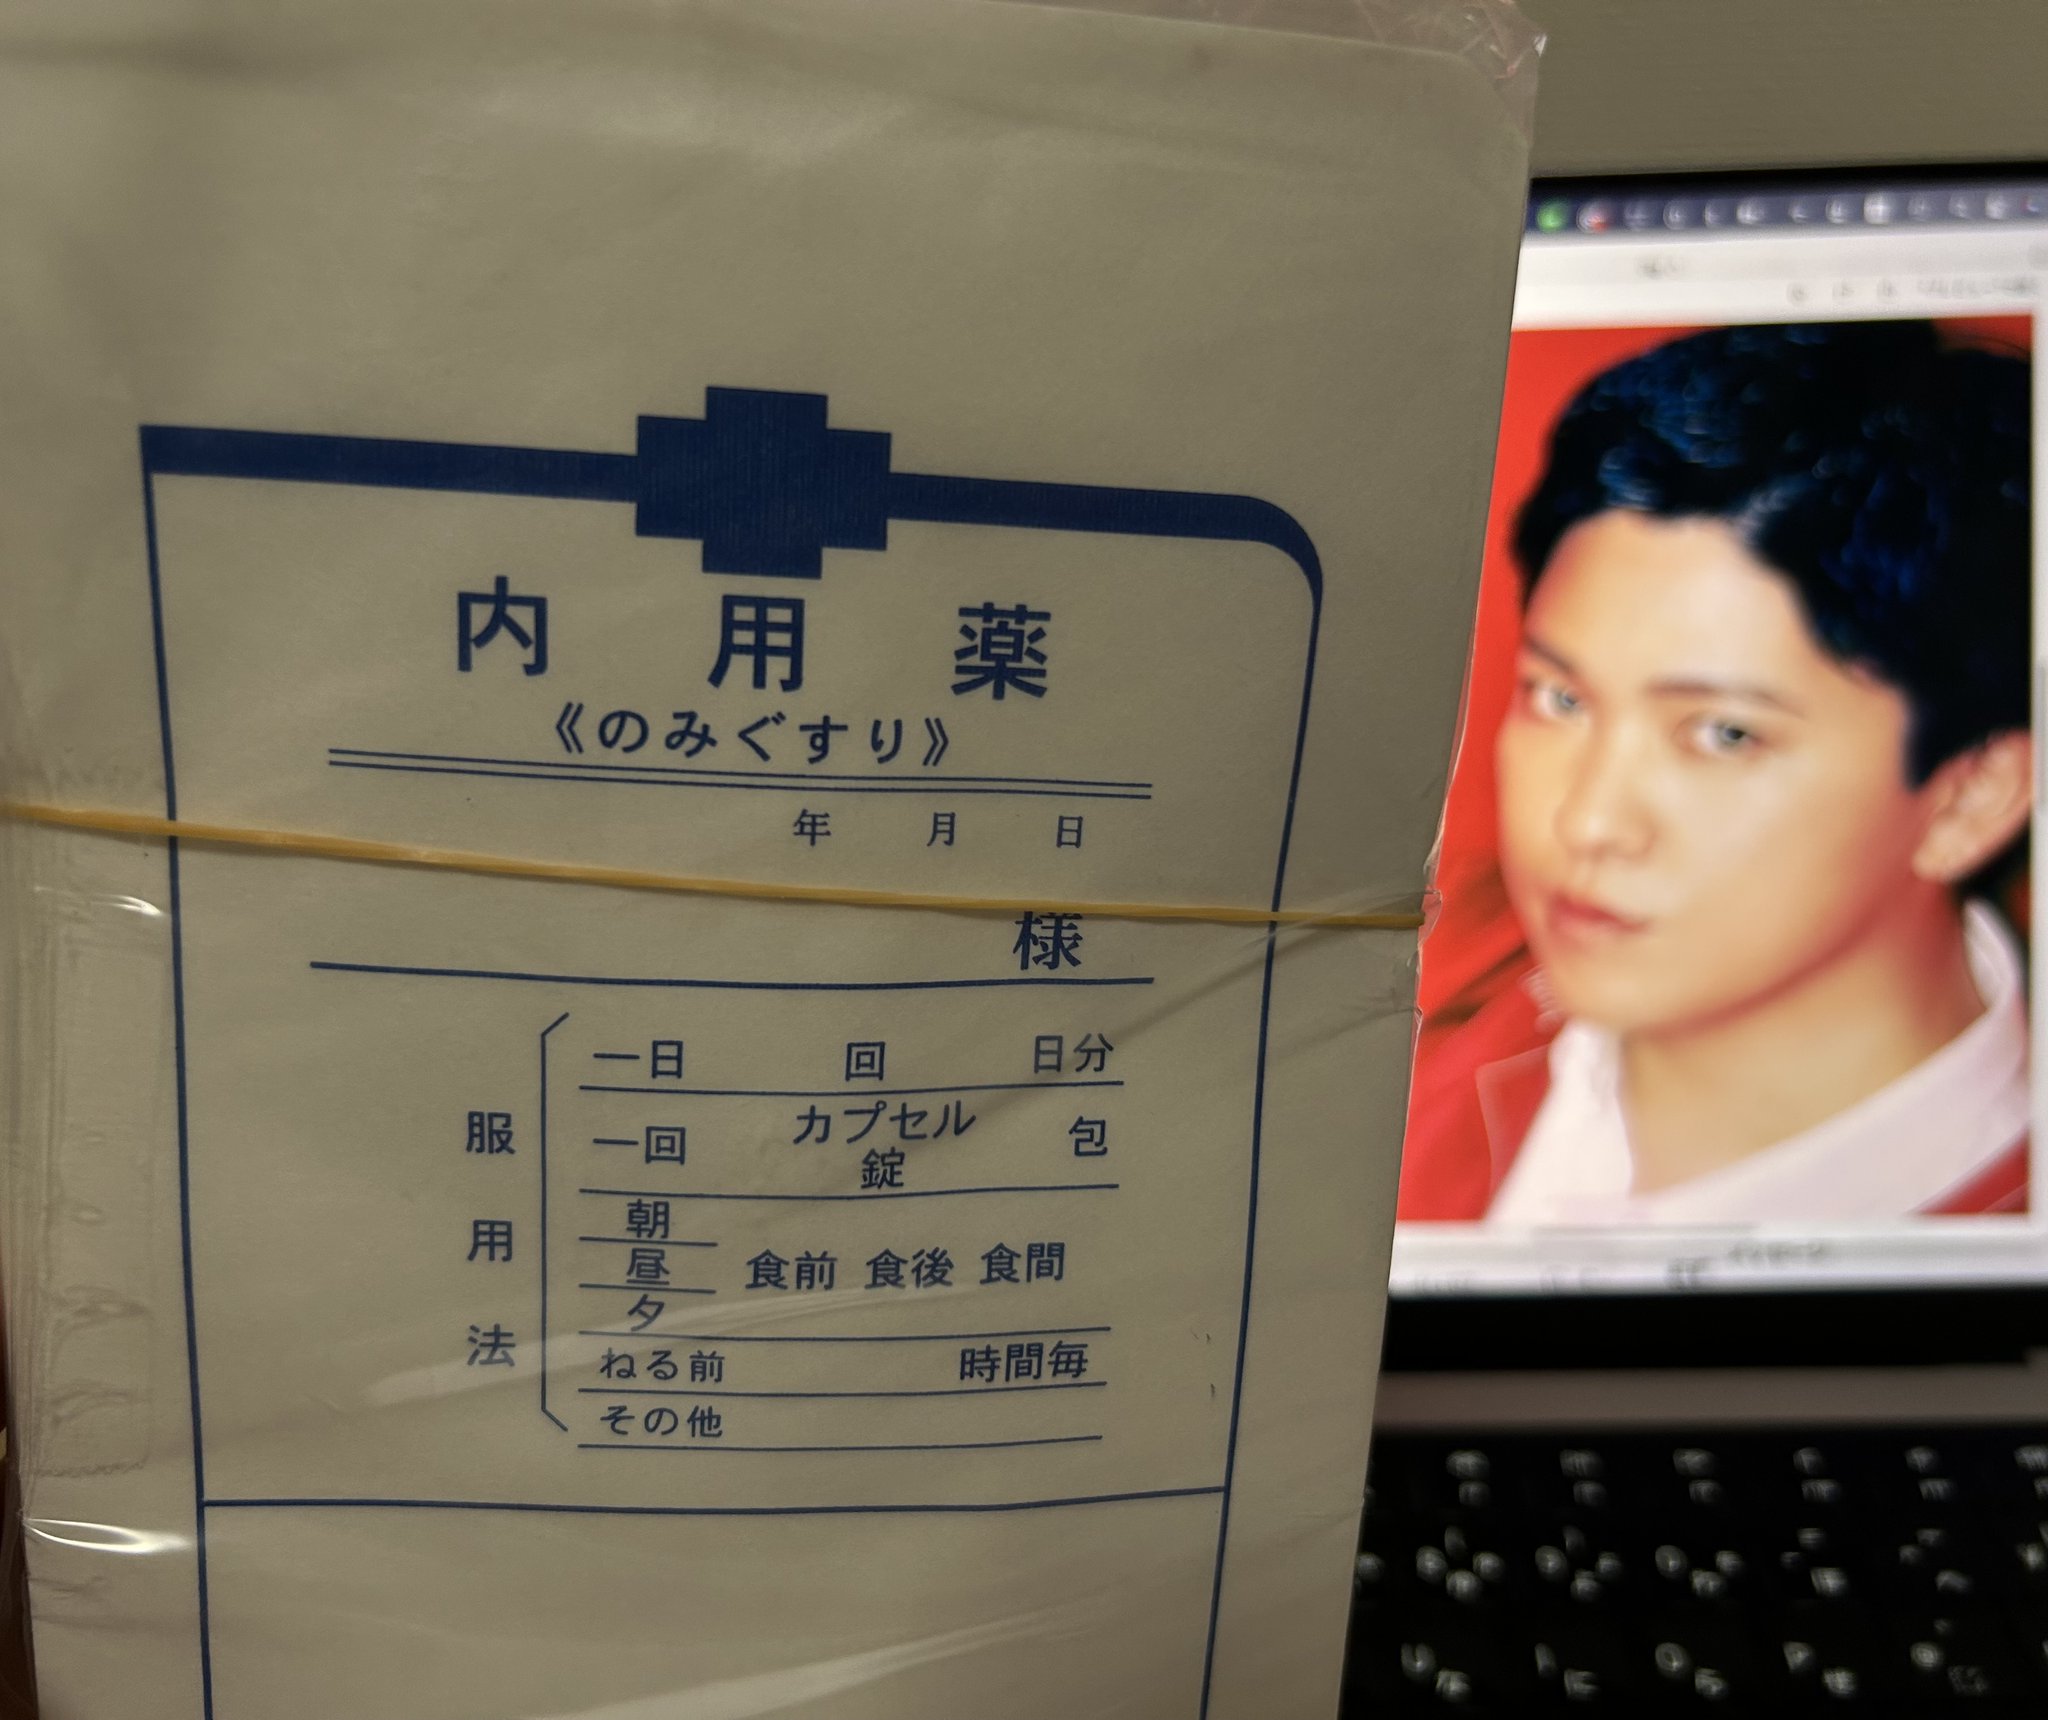 内用薬
《のみぐすり》
年 月 日
様
服用法
一日 回 日分
一回 カプセル 錠 包
朝
昼 食前 食後 食間
夕
ねる前 時間毎
その他